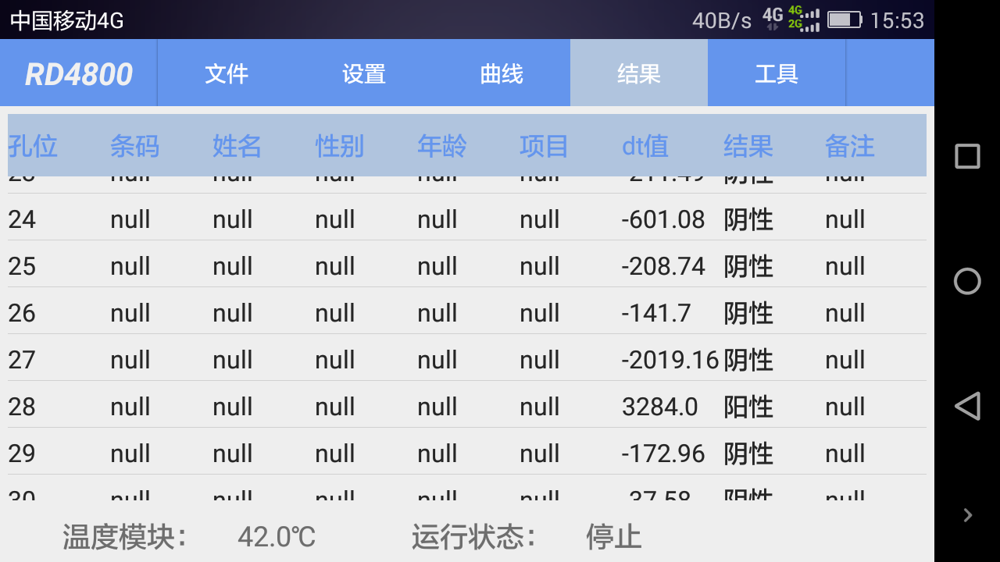 中国移动4G 40B/s 4G 4G 2G 15:53
RD4800 文件 设置 曲线 结果 工具
孔位 条码 姓名 性别 年龄 项目 dt值 结果 备注
null null null null null 阴性 null
24 null null null null null -601.08 阴性 null
25 null null null null null -208.74 阴性 null
26 null null null null null -141.7 阴性 null
27 null null null null null -2019.16 阴性 null
28 null null null null null 3284.0 阳性 null
29 null null null null null -172.96 阴性 null
30 null null null null null -37.58 阴性 null
温度模块： 42.0℃ 运行状态： 停止